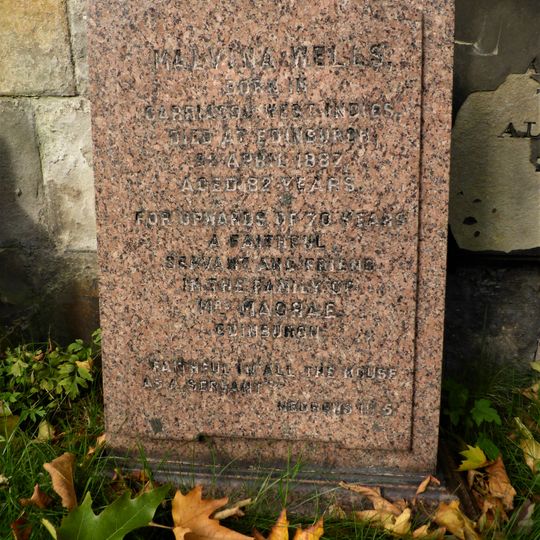 MALVINA WELLS,
BORN IN
CARRIACOU, WEST INDIES,
DIED AT EDINBURGH,
APRIL 1887,
AGED 82 YEARS.
FOR UPWARDS OF 70 YEARS
A FAITHFUL
SERVANT AND FRIEND
IN THE FAMILY OF
MACRAE,
EDINBURGH.
"FAITHFUL IN ALL THE HOUSE
AS A SERVANT"
HEBREWS III. 5